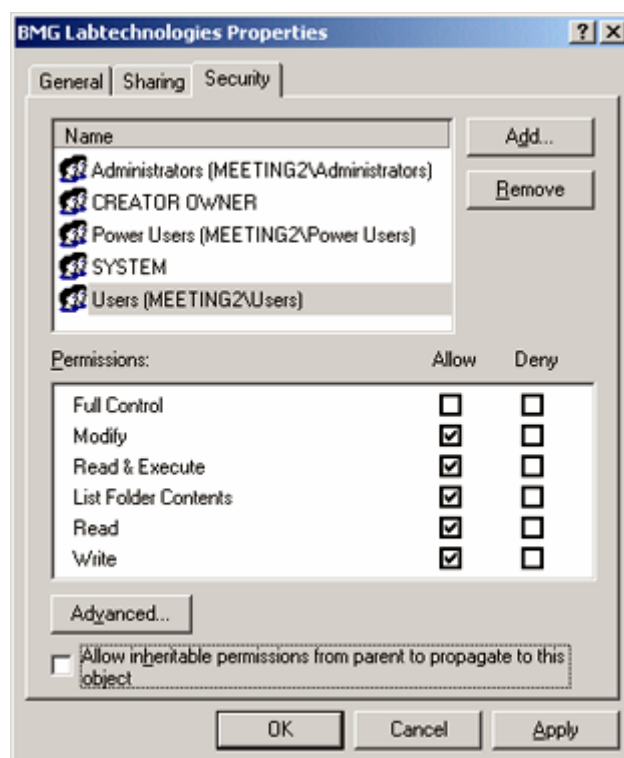 BMG Labtechnologies Properties
General Sharing Security
Name
Administrators (MEETING2\Administrators)
CREATOR OWNER
Power Users (MEETING2\Power Users)
SYSTEM
Users (MEETING2\Users)
Add...
Remove
Permissions: Allow Deny
Full Control
Modify
Read & Execute
List Folder Contents
Read
Write
Advanced...
Allow inheritable permissions from parent to propagate to this
object
OK Cancel Apply